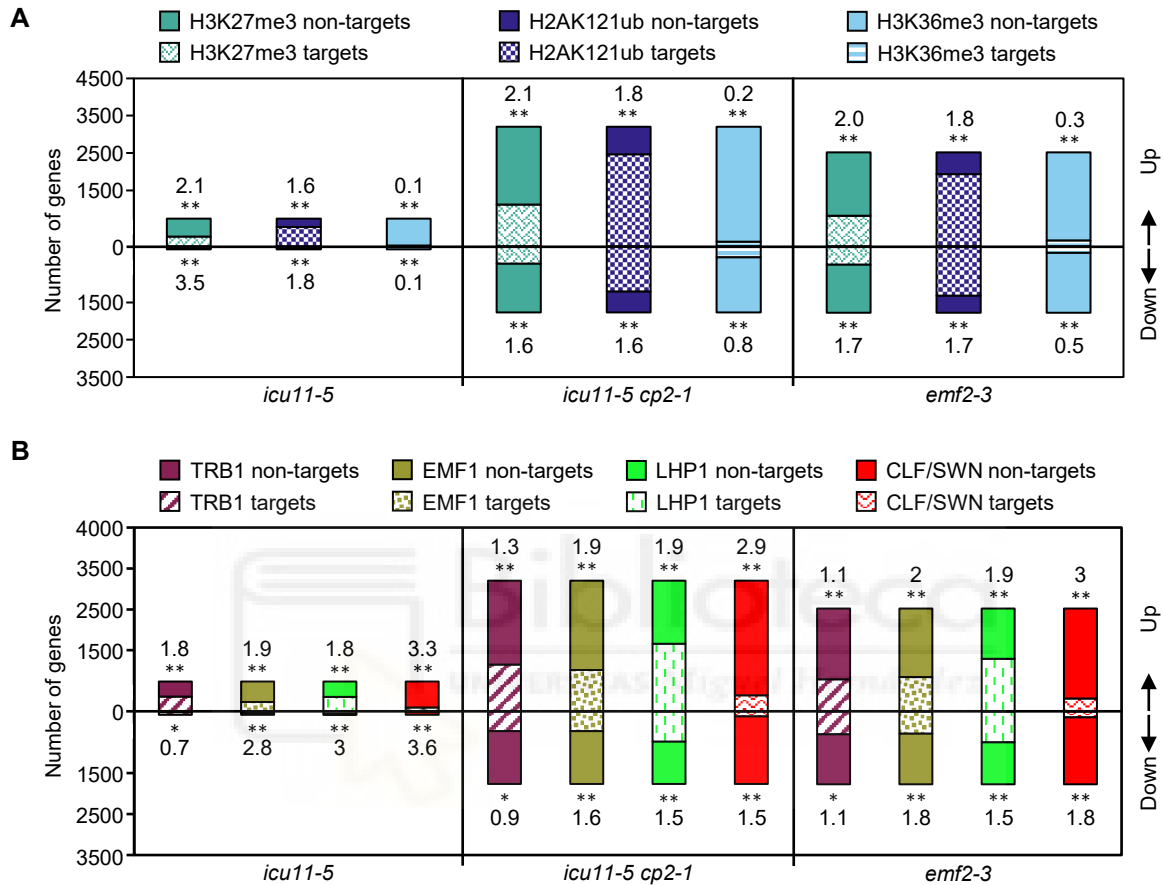 A
H3K27me3 non-targets H2AK121ub non-targets H3K36me3 non-targets
H3K27me3 targets H2AK121ub targets H3K36me3 targets
Number of genes
4500
3500
2500
1500
0
1500
2500
3500
2.1 1.6 0.1
** ** **
** ** **
3.5 1.8 0.1
2.1 1.8 0.2
** ** **
** ** **
1.6 1.6 0.8
2.0 1.8 0.3
** ** **
** ** **
1.7 1.7 0.5
Up
Down
icu11-5 icu11-5 cp2-1 emf2-3
B
TRB1 non-targets EMF1 non-targets LHP1 non-targets CLF/SWN non-targets
TRB1 targets EMF1 targets LHP1 targets CLF/SWN targets
Number of genes
4000
3500
2500
1500
0
1500
2500
3500
1.8 1.9 1.8 3.3
** ** ** **
* ** ** **
0.7 2.8 3 3.6
1.3 1.9 1.9 2.9
** ** ** **
* ** ** **
0.9 1.6 1.5 1.5
1.1 2 1.9 3
** ** ** **
* ** ** **
1.1 1.8 1.5 1.8
Up
Down
icu11-5 icu11-5 cp2-1 emf2-3
Biblioteca